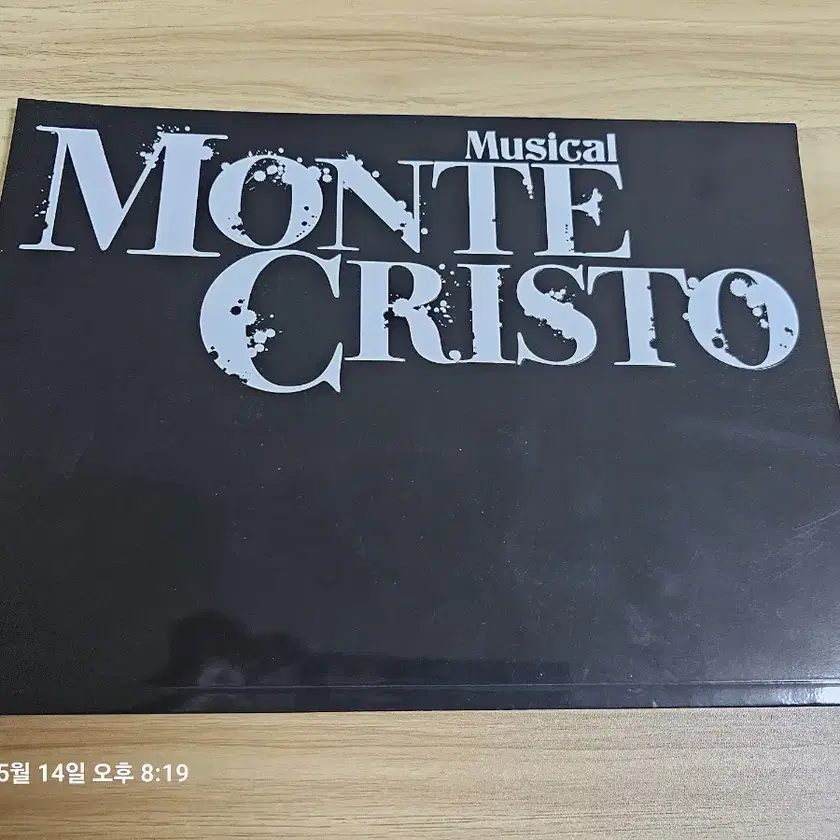 Musical
MONTE
CRISTO
5월 14일 오후 8:19